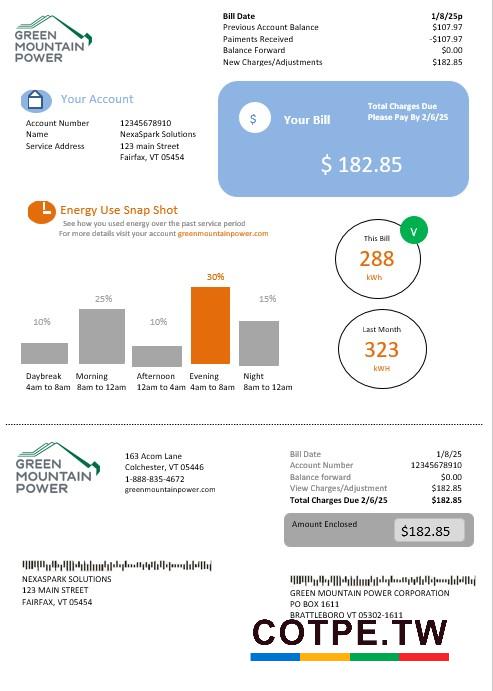 GREEN
MOUNTAIN
POWER
Bill Date 1/8/25p
Previous Account Balance $107.97
Paiments Received -$107.97
Balance Forward $0.00
New Charges/Adjustments $182.85
Your Account
Account Number 12345678910
Name NexaSpark Solutions
Service Address 123 main Street
Fairfax, VT 05454
$ Your Bill
Total Charges Due
Please Pay By 2/6/25
$ 182.85
Energy Use Snap Shot
See how you used energy over the past service period
For more details visit your account greenmountainpower.com
10% 25% 10% 30% 15%
Daybreak Morning Afternoon Evening Night
4am to 8am 8am to 12am 12am to 4am 4am to 8am 8am to 12am
V
This Bill
288
kWh
Last Month
323
kWH
GREEN
MOUNTAIN
POWER
163 Acom Lane
Colchester, VT 05446
1-888-835-4672
greenmountainpower.com
Bill Date 1/8/25
Account Number 12345678910
Balance forward $0.00
View Charges/Adjustment $182.85
Total Charges Due 2/6/25 $182.85
Amount Enclosed $182.85
NEXASPARK SOLUTIONS
123 MAIN STREET
FAIRFAX, VT 05454
GREEN MOUNTAIN POWER CORPORATION
PO BOX 1611
BRATTLEBORO VT 05302-1611
COTPE.TW